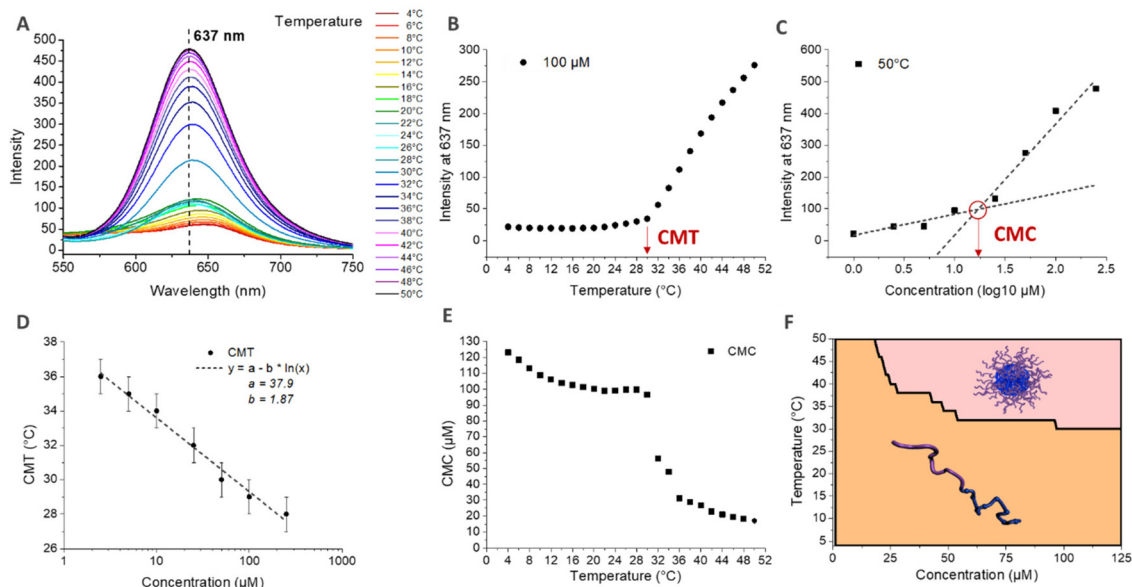 A
Temperature
637 nm
4°C
6°C
8°C
10°C
12°C
14°C
16°C
18°C
20°C
22°C
24°C
26°C
28°C
30°C
32°C
34°C
36°C
38°C
40°C
42°C
44°C
46°C
48°C
50°C
500
450
400
350
300
250
200
150
100
50
0
Intensity
550 600 650 700 750
Wavelength (nm)
B
300
250
200
150
100
50
0
Intensity at 637 nm
100 µM
CMT
0 4 8 12 16 20 24 28 32 36 40 44 48 52
Temperature (°C)
C
600
500
400
300
200
100
0
Intensity at 637 nm
50°C
CMC
0.0 0.5 1.0 1.5 2.0 2.5
Concentration (log10 µM)
D
38
36
34
32
30
28
26
CMT (°C)
CMT
y = a - b * ln(x)
a = 37.9
b = 1.87
1 10 100 1000
Concentration (µM)
E
130
120
110
100
90
80
70
60
50
40
30
20
10
0
CMC (µM)
CMC
0 4 8 12 16 20 24 28 32 36 40 44 48 52
Temperature (°C)
F
50
45
40
35
30
25
20
15
10
5
Temperature (°C)
0 25 50 75 100 125
Concentration (µM)